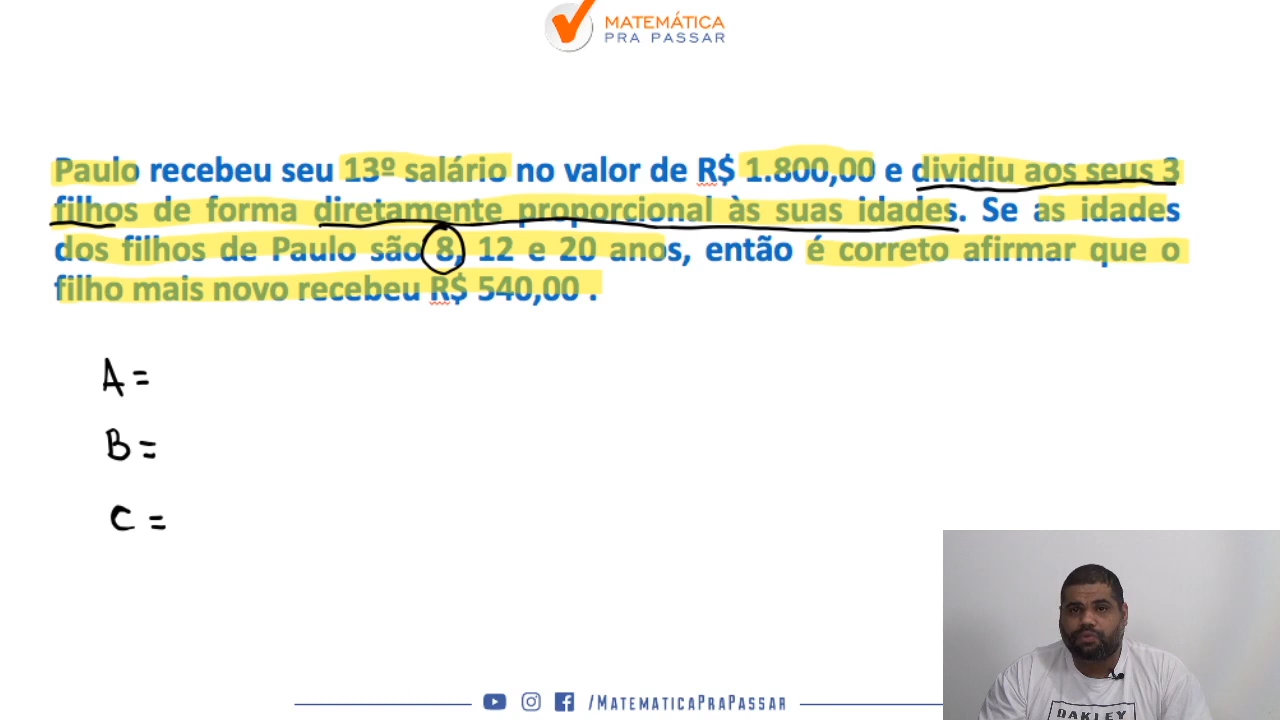 MATEMÁTICA
PRA PASSAR
Paulo recebeu seu 13º salário no valor de R$ 1.800,00 e dividiu aos seus 3
filhos de forma diretamente proporcional às suas idades. Se as idades
dos filhos de Paulo são 8, 12 e 20 anos, então é correto afirmar que o
filho mais novo recebeu R$ 540,00 .
A =
B =
C =
OAKLEY
/MATEMATICAPRAPASSAR